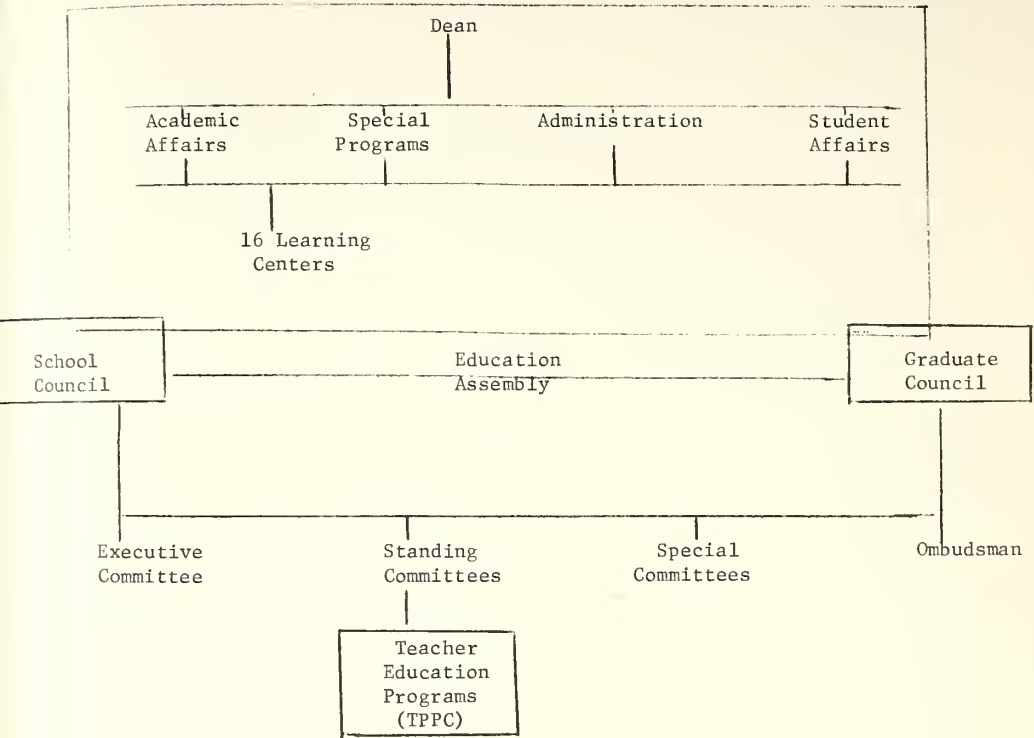 Dean
Academic
Affairs
Special
Programs
Administration
Student
Affairs
16 Learning
Centers
School
Council
Education
Assembly
Graduate
Council
Executive
Committee
Standing
Committees
Special
Committees
Ombudsman
Teacher
Education
Programs
(TPPC)